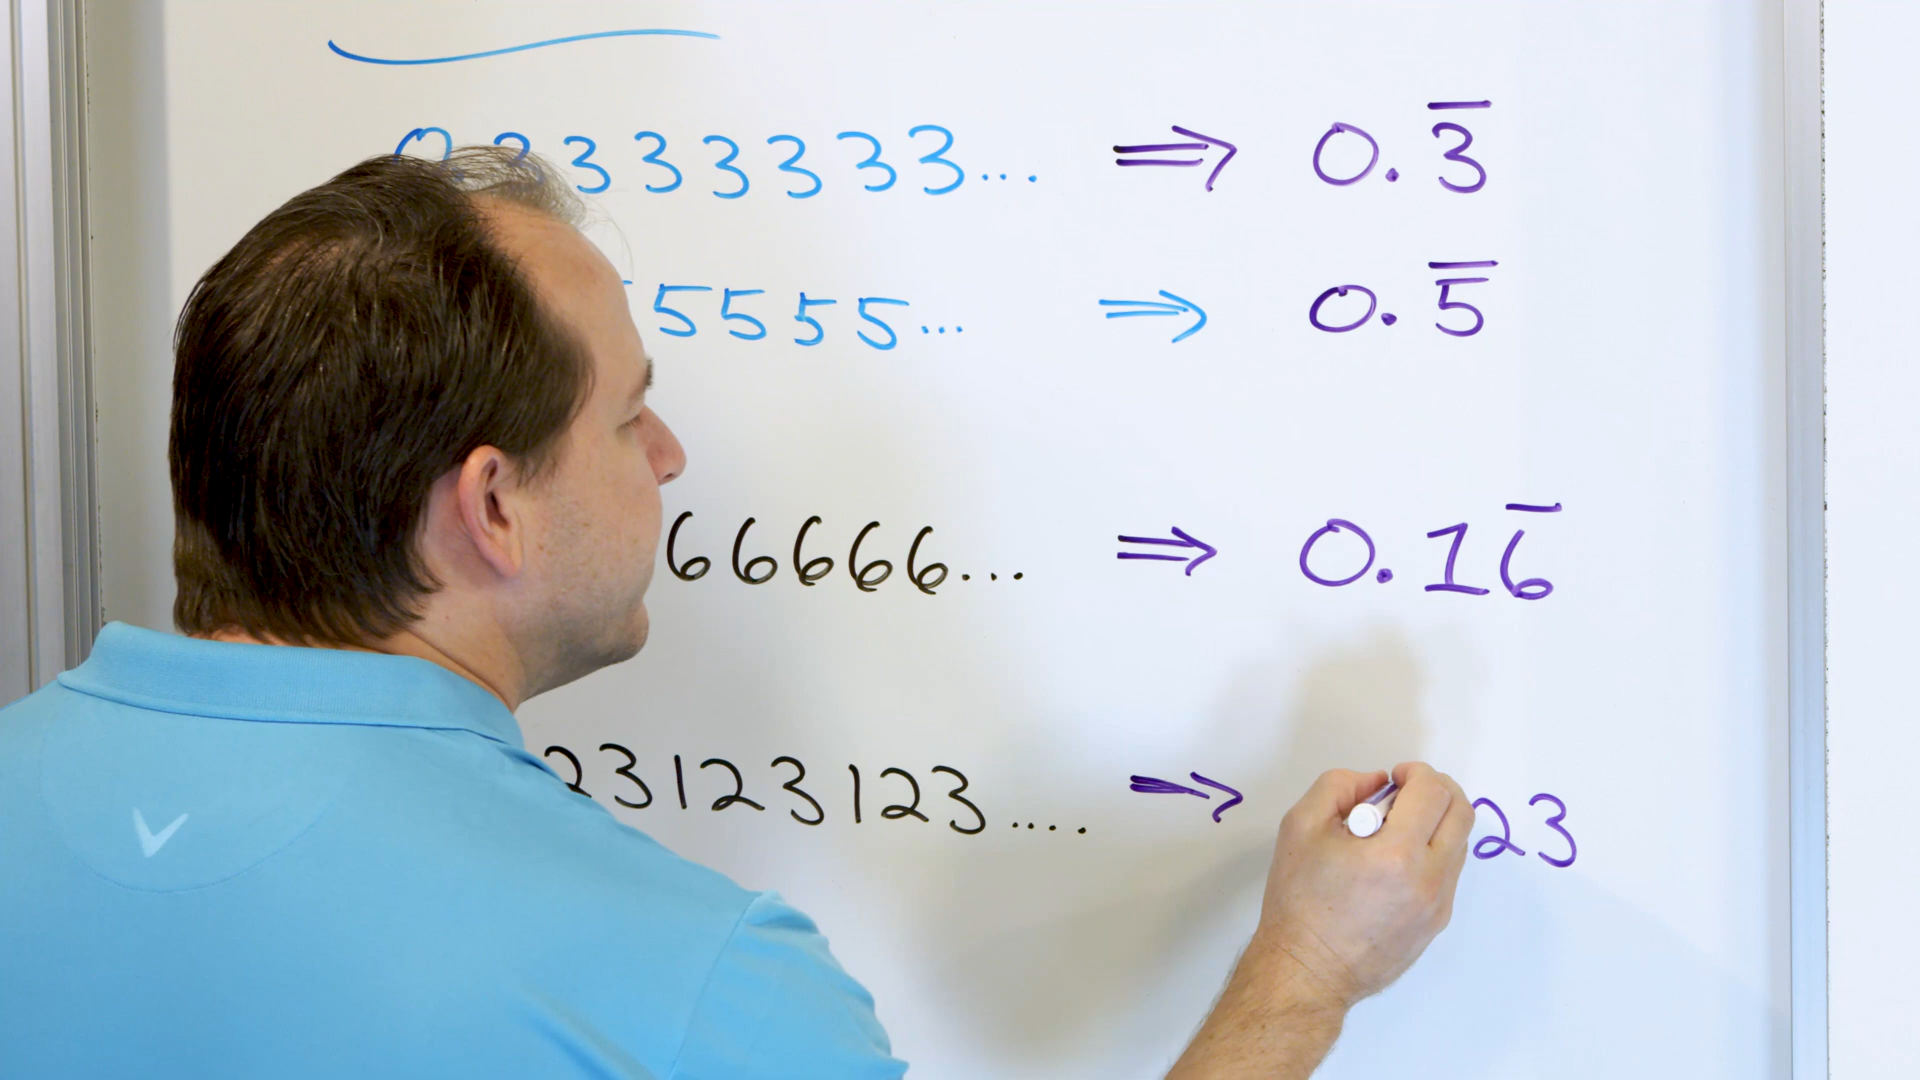 0.3333333... ⇒ 0.3̅
5555... ⇒ 0.5̅
66666... ⇒ 0.16̅
23123123.... ⇒ 23